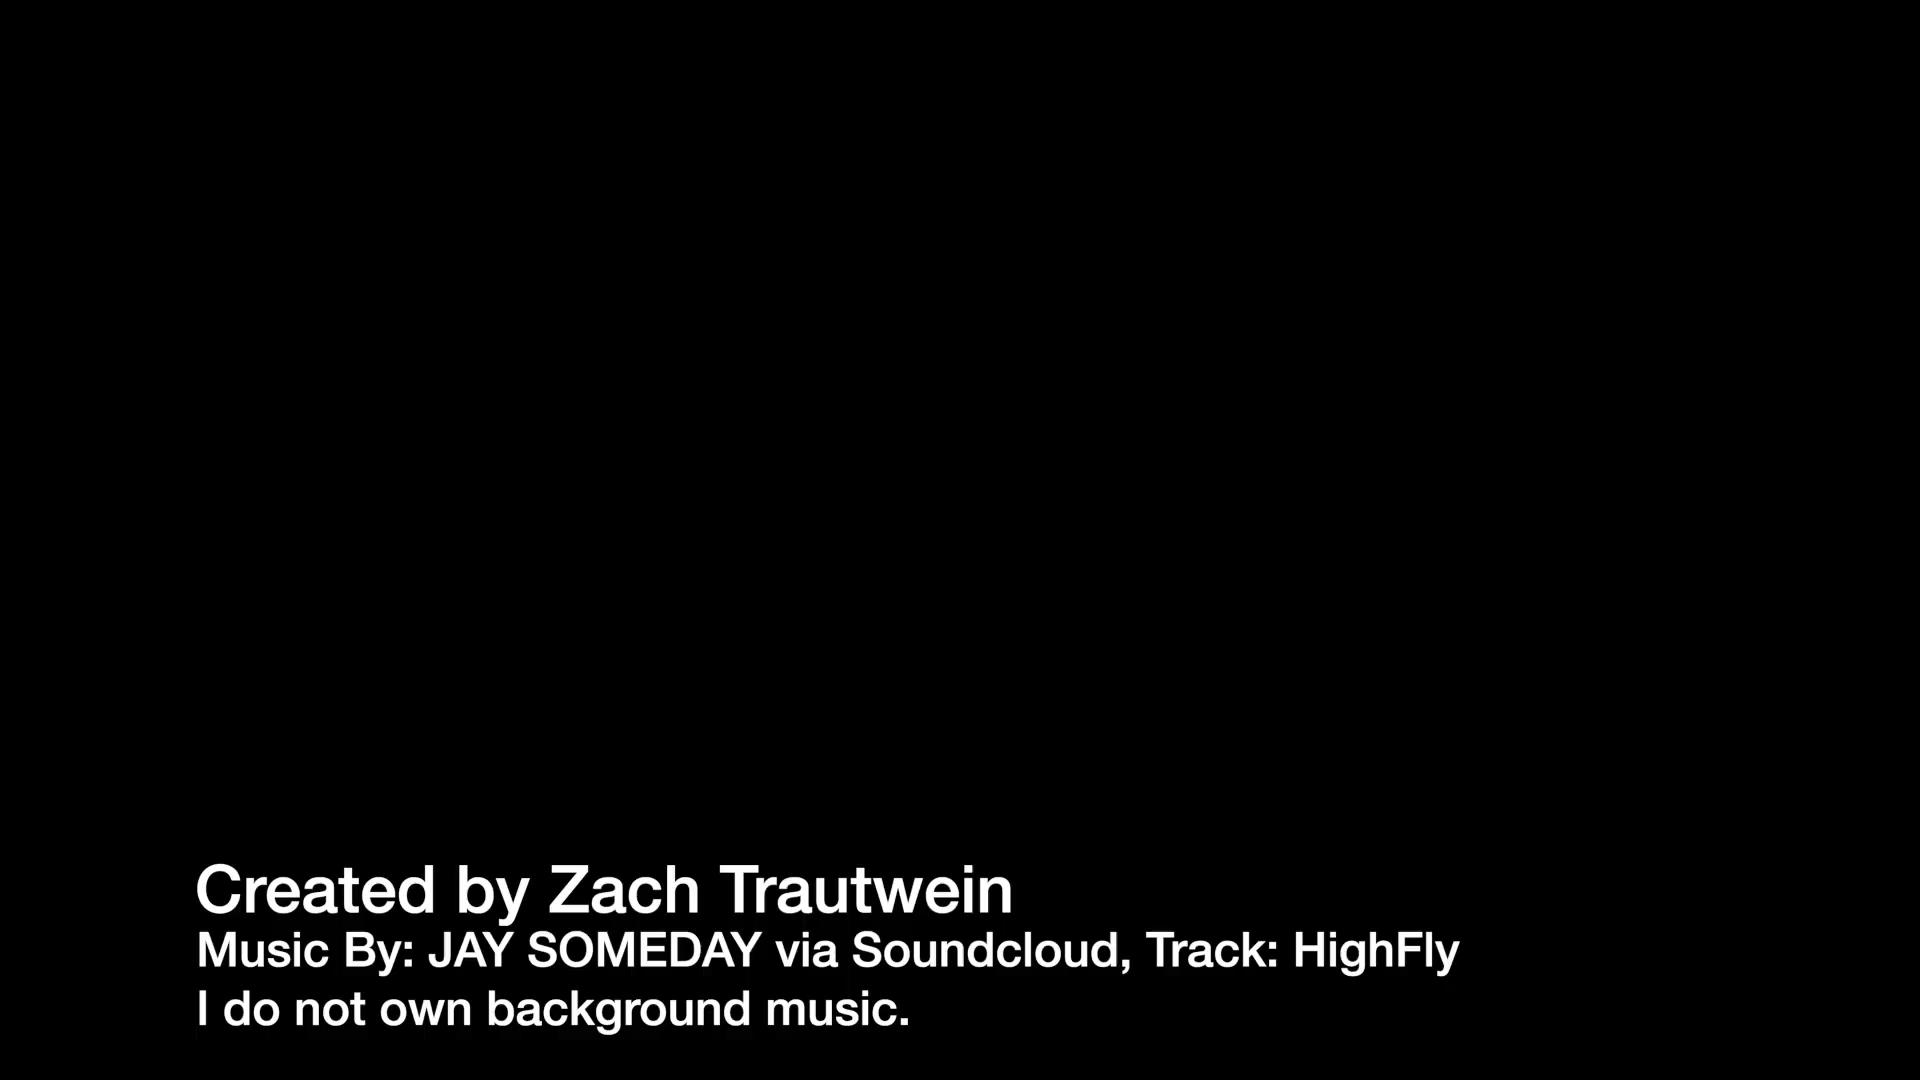 Created by Zach Trautwein
Music By: JAY SOMEDAY via Soundcloud, Track: HighFly
I do not own background music.